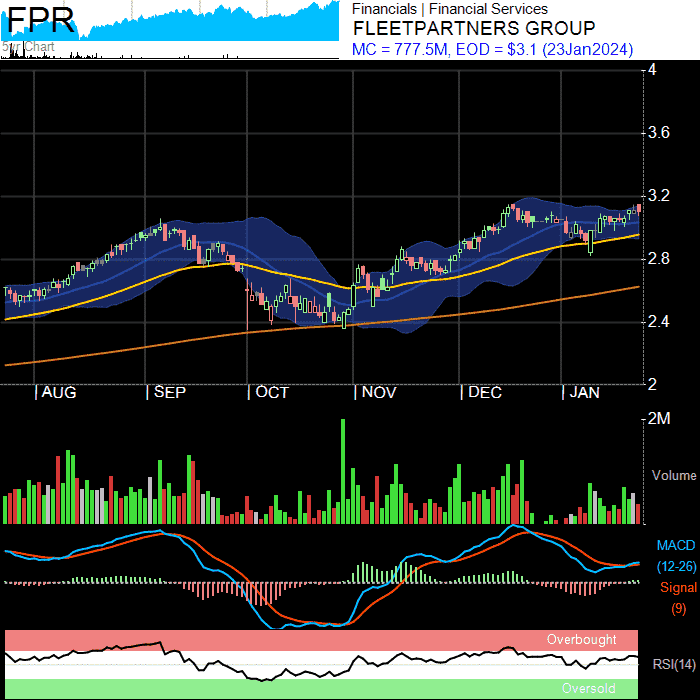 FPR
5yr Chart
Financials | Financial Services
FLEETPARTNERS GROUP
MC = 777.5M, EOD = $3.1 (23Jan2024)
4
3.6
3.2
2.8
2.4
2
| AUG | SEP | OCT | NOV | DEC | JAN
2M
Volume
MACD
(12-26)
Signal
(9)
Overbought
RSI(14)
Oversold